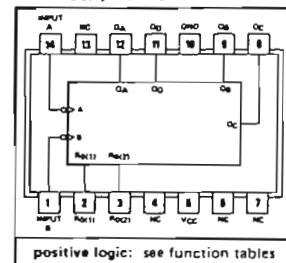 INPUT
A NC QA QD GND QB QC
14 13 12 11 10 9 8
QA QD QB
A
QC
B
R0(1) R0(2)
1 2 3 4 5 6 7
INPUT
B R0(1) R0(2) NC VCC NC NC
positive logic: see function tables